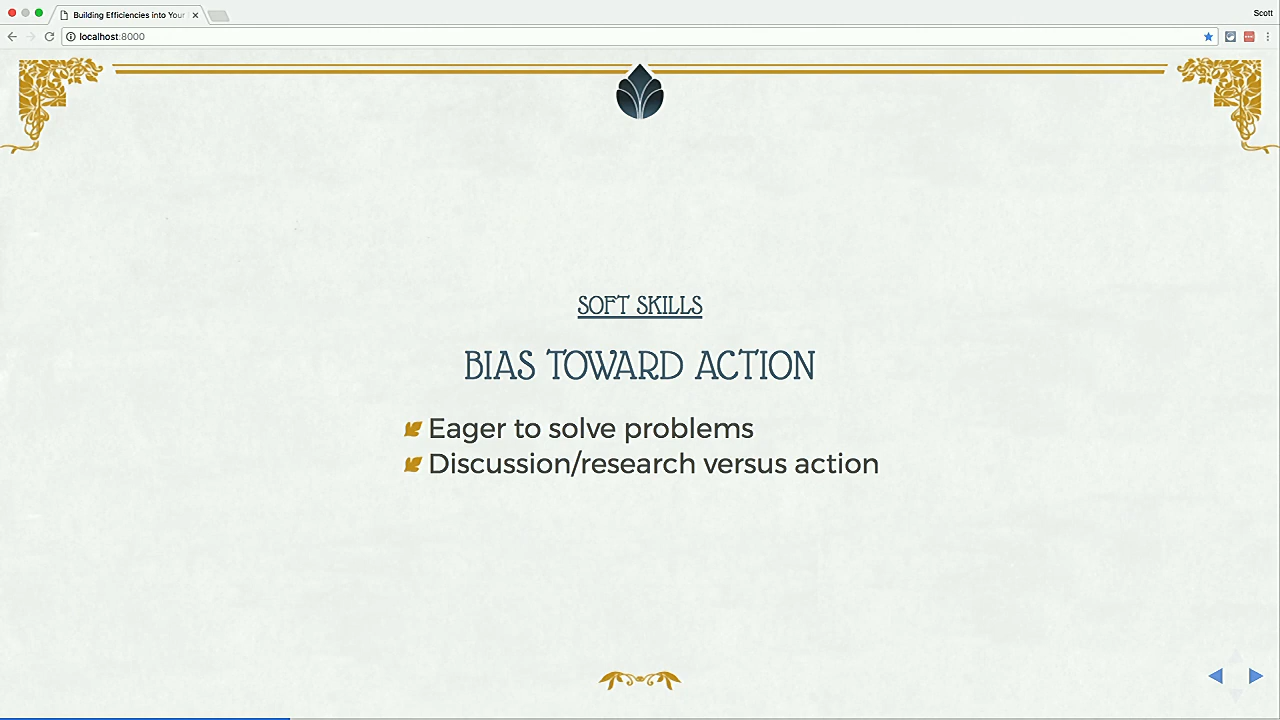 Building Efficiencies into Your
Scott
localhost:8000
SOFT SKILLS
BIAS TOWARD ACTION
Eager to solve problems
Discussion/research versus action